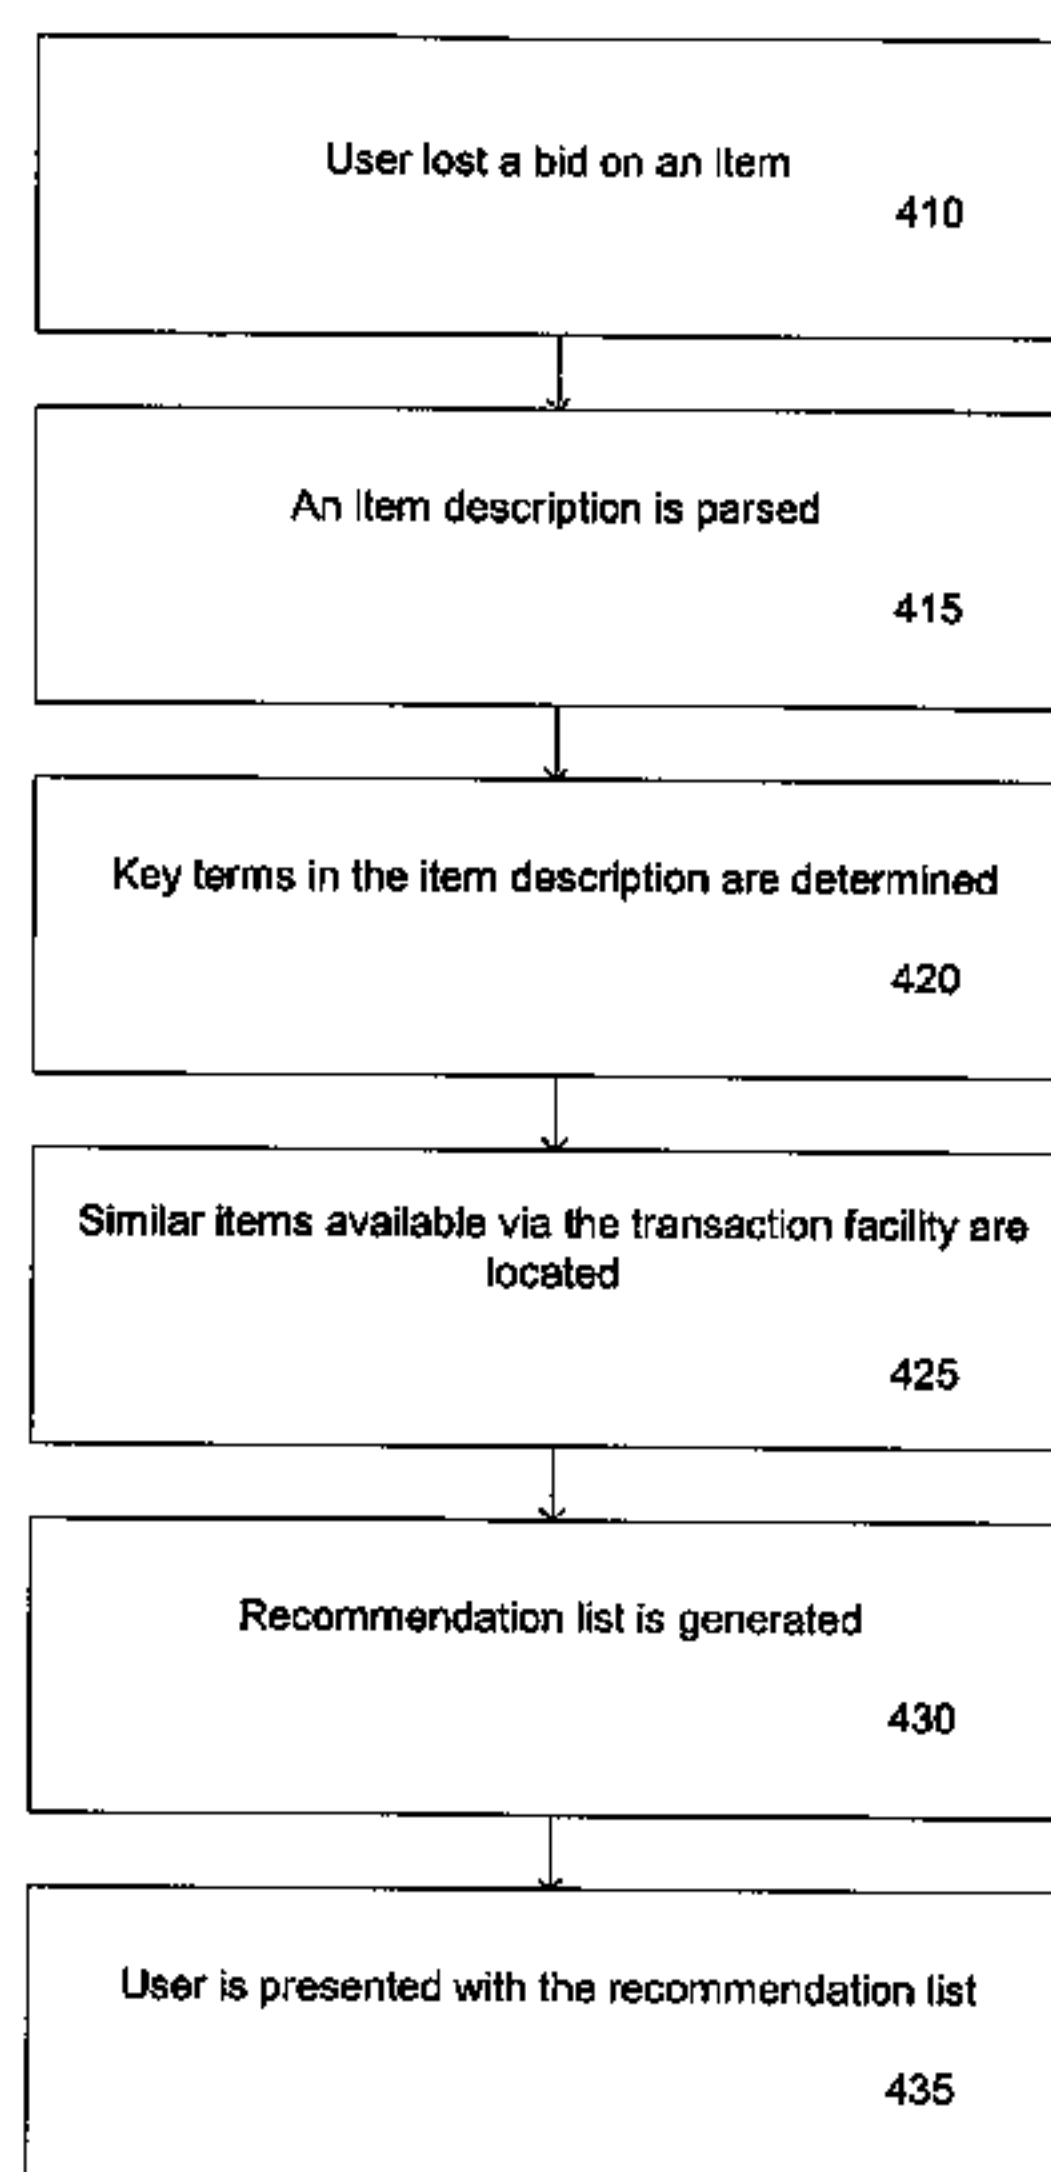 User lost a bid on an Item
410
An Item description is parsed
415
Key terms in the item description are determined
420
Similar items available via the transaction facility are
located
425
Recommendation list is generated
430
User is presented with the recommendation list
435